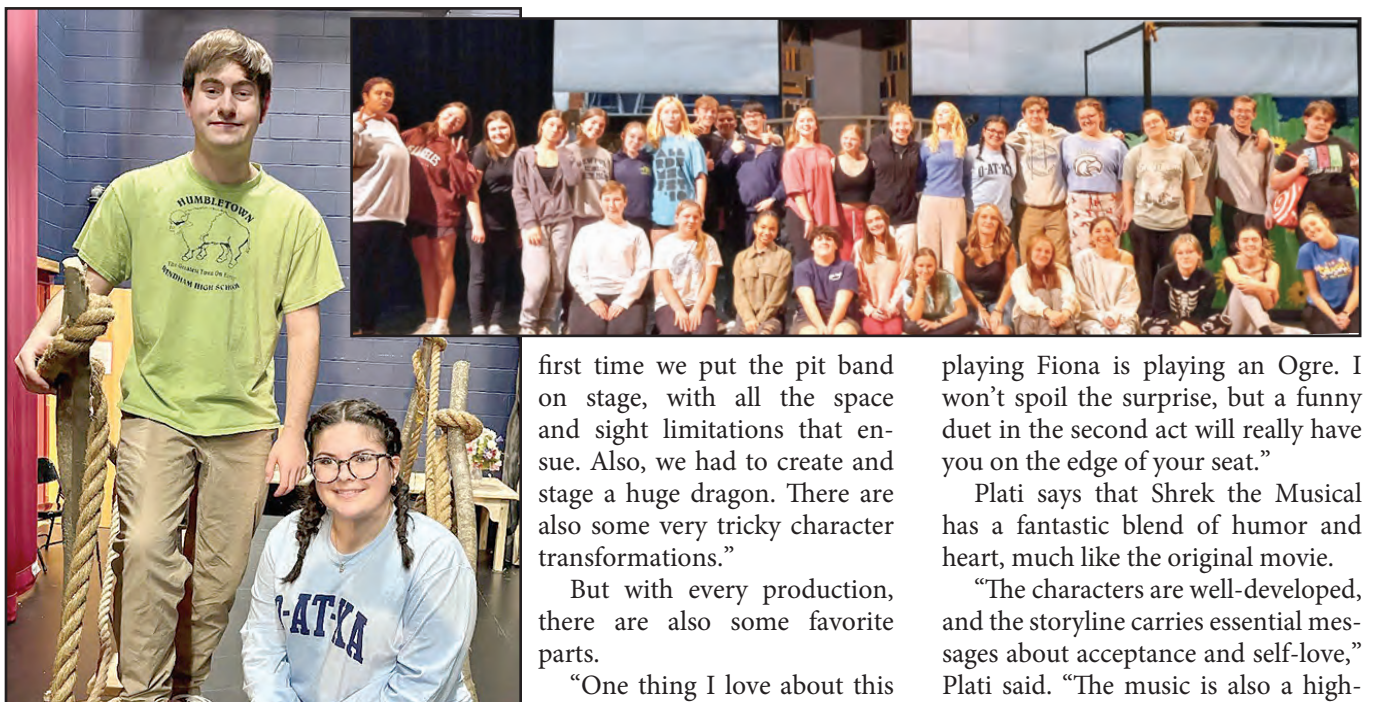 HUMBLETOWN
WINDHAM HIGH SCHOOL
O-AT-KA
O-AT-KA
first time we put the pit band
on stage, with all the space
and sight limitations that en-
sue. Also, we had to create and
stage a huge dragon. There are
also some very tricky character
transformations.”
But with every production,
there are also some favorite
parts.
“One thing I love about this
playing Fiona is playing an Ogre. I
won’t spoil the surprise, but a funny
duet in the second act will really have
you on the edge of your seat.”
Plati says that Shrek the Musical
has a fantastic blend of humor and
heart, much like the original movie.
“The characters are well-developed,
and the storyline carries essential mes-
sages about acceptance and self-love,”
Plati said. “The music is also a high-